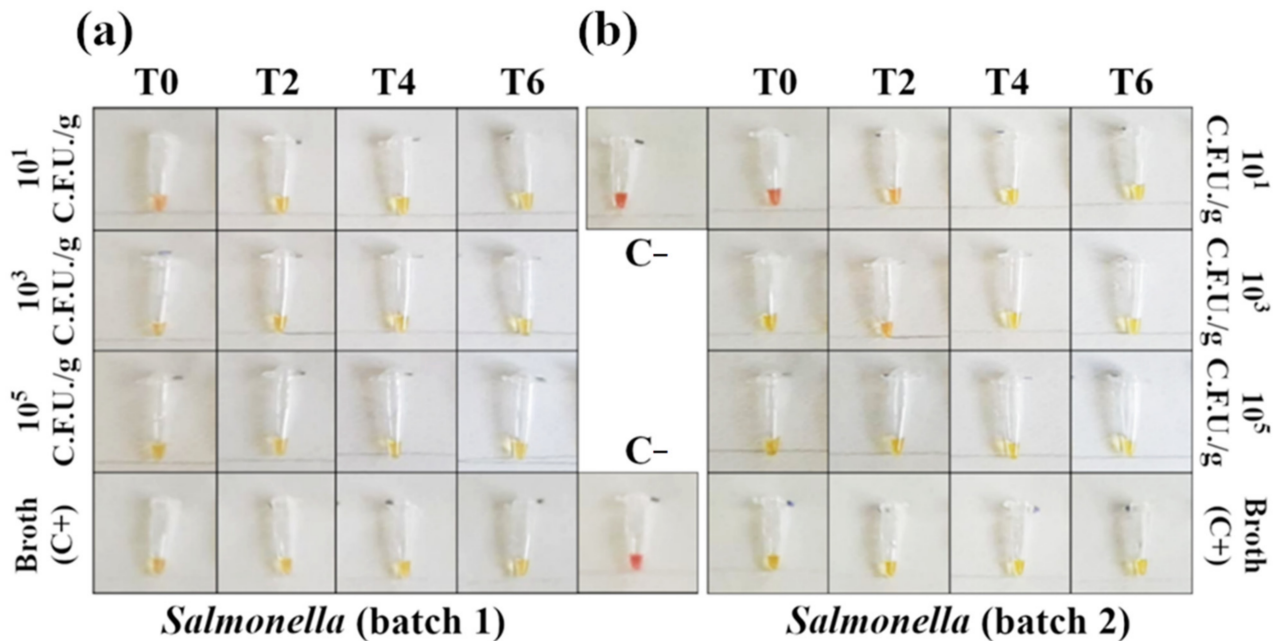 (a) (b)
T0 T2 T4 T6 T0 T2 T4 T6
10¹
C.F.U./g
10¹
C.F.U./g
C-
10³
C.F.U./g
10³
C.F.U./g
10⁵
C.F.U./g
10⁵
C.F.U./g
C-
Broth
(C+)
Broth
(C+)
Salmonella (batch 1) Salmonella (batch 2)